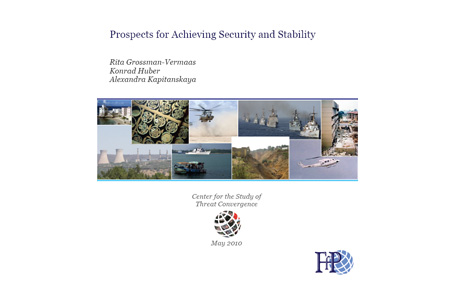 Prospects for Achieving Security and Stability
Rita Grossman-Vermaas
Konrad Huber
Alexandra Kapitanskaya
Center for the Study of
Threat Convergence
May 2010
FfP